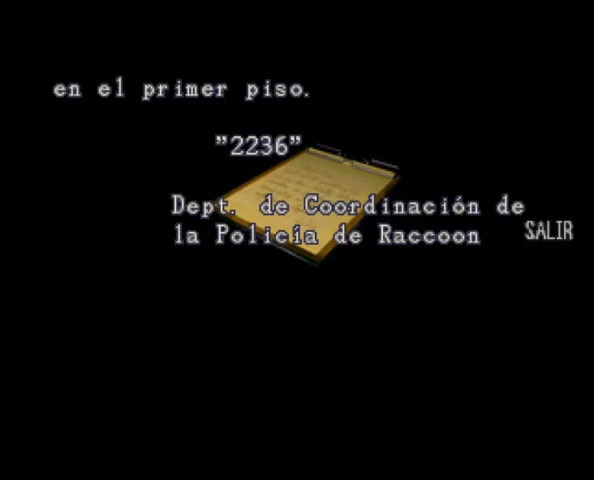 en el primer piso.
"2236"
Dept. de Coordinación de
la Policía de Raccoon
SALIR